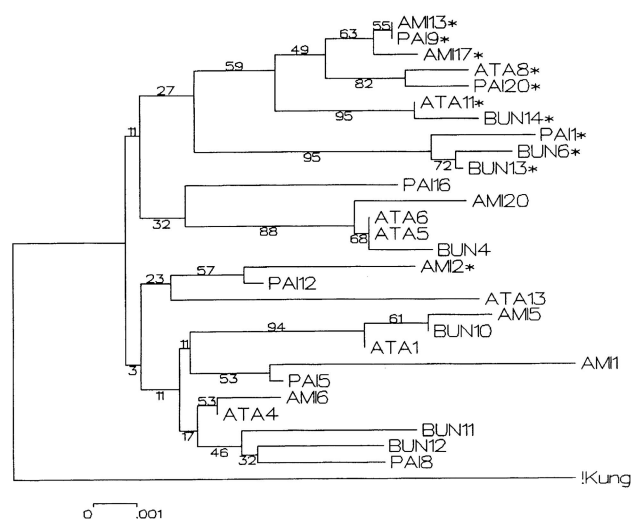 55 AMI13*
63 PAI9*
49 AMI17*
59 ATA8*
82 PAI20*
27 ATA11*
95 BUN14*
11 PAI1*
95 BUN6*
72 BUN13*
PAI16
32 AMI20
88 ATA6
68 ATA5
BUN4
57 AMI2*
23 PAI12
ATA13
61 AMI5
94 BUN10
11 ATA1
3 AMI1
53 PAI5
11 53 AMI6
ATA4
17 BUN11
46 BUN12
32 PAI8
!Kung
0 .001